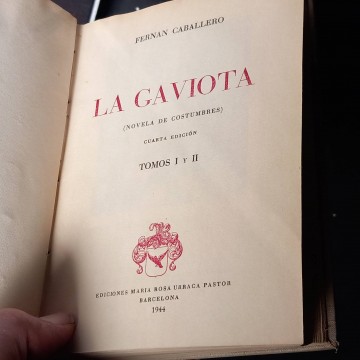 FERNAN CABALLERO
LA GAVIOTA
(NOVELA DE COSTUMBRES)
CUARTA EDICIÓN
TOMOS I Y II
EDICIONES MARIA ROSA URRACA PASTOR
BARCELONA
1944